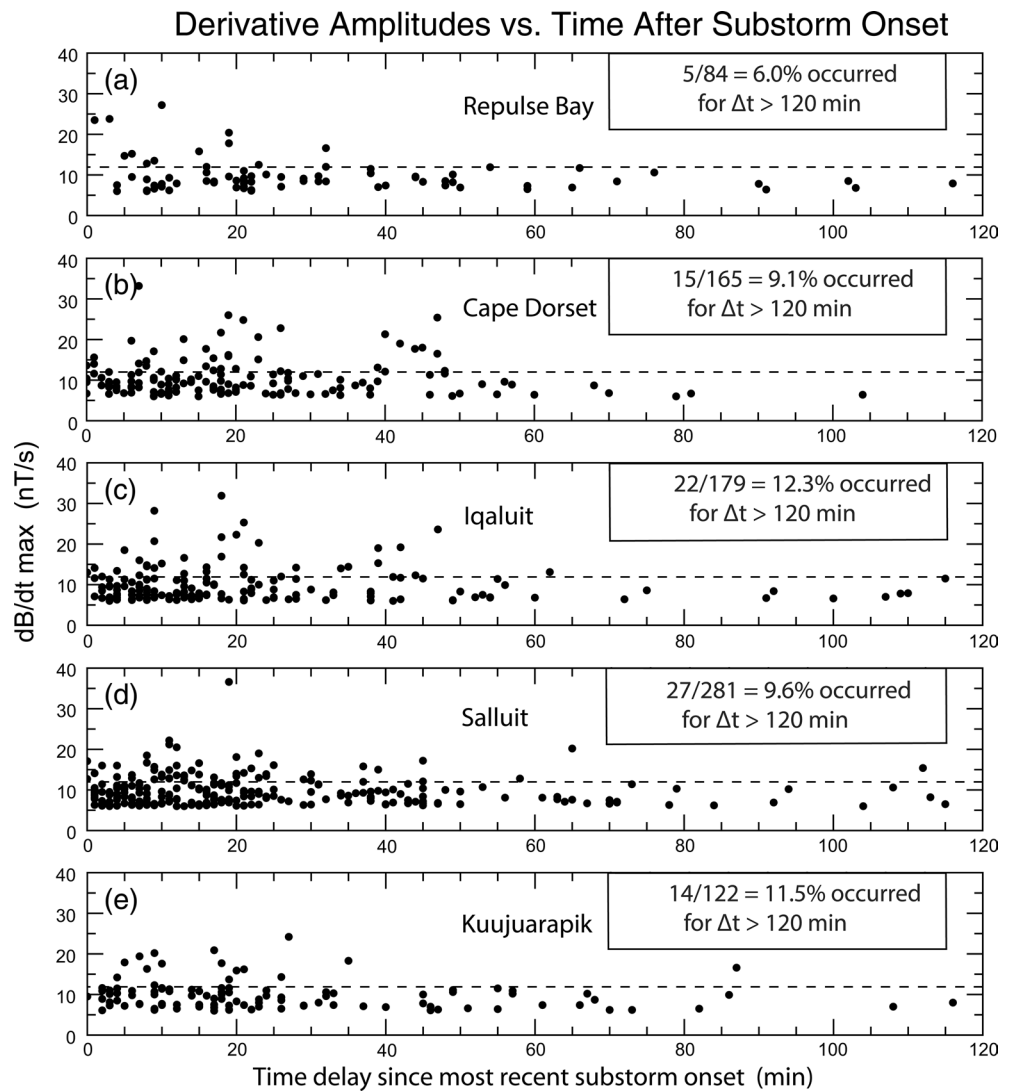 Derivative Amplitudes vs. Time After Substorm Onset
(a)
Repulse Bay
5/84 = 6.0% occurred
for Δt > 120 min
40
30
20
10
0
0 20 40 60 80 100 120
(b)
Cape Dorset
15/165 = 9.1% occurred
for Δt > 120 min
40
30
20
10
0
0 20 40 60 80 100 120
dB/dt max (nT/s)
(c)
Iqaluit
22/179 = 12.3% occurred
for Δt > 120 min
40
30
20
10
0
0 20 40 60 80 100 120
(d)
Salluit
27/281 = 9.6% occurred
for Δt > 120 min
40
30
20
10
0
0 20 40 60 80 100 120
(e)
Kuujuarapik
14/122 = 11.5% occurred
for Δt > 120 min
40
30
20
10
0
0 20 40 60 80 100 120
Time delay since most recent substorm onset (min)